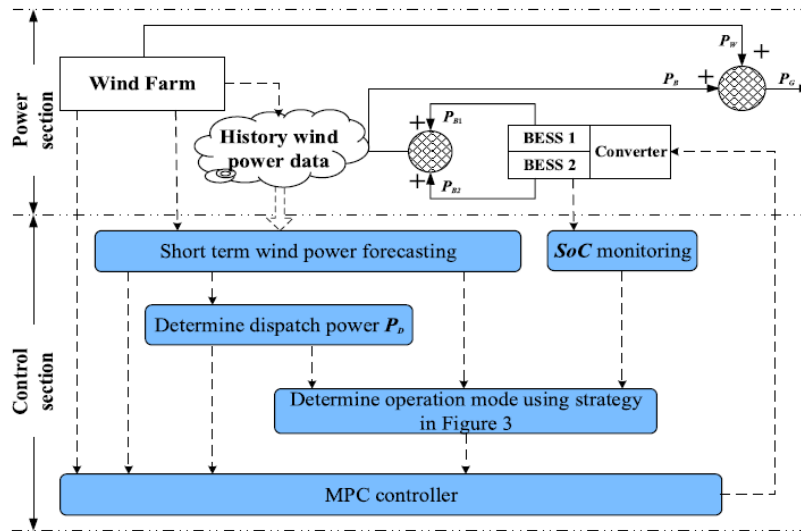 Power section
P_W
+
Wind Farm
P_B
+
P_G
+
P_B1
History wind
power data
BESS 1
BESS 2
Converter
+
P_B2
Control section
Short term wind power forecasting
SoC monitoring
Determine dispatch power P_D
Determine operation mode using strategy
in Figure 3
MPC controller